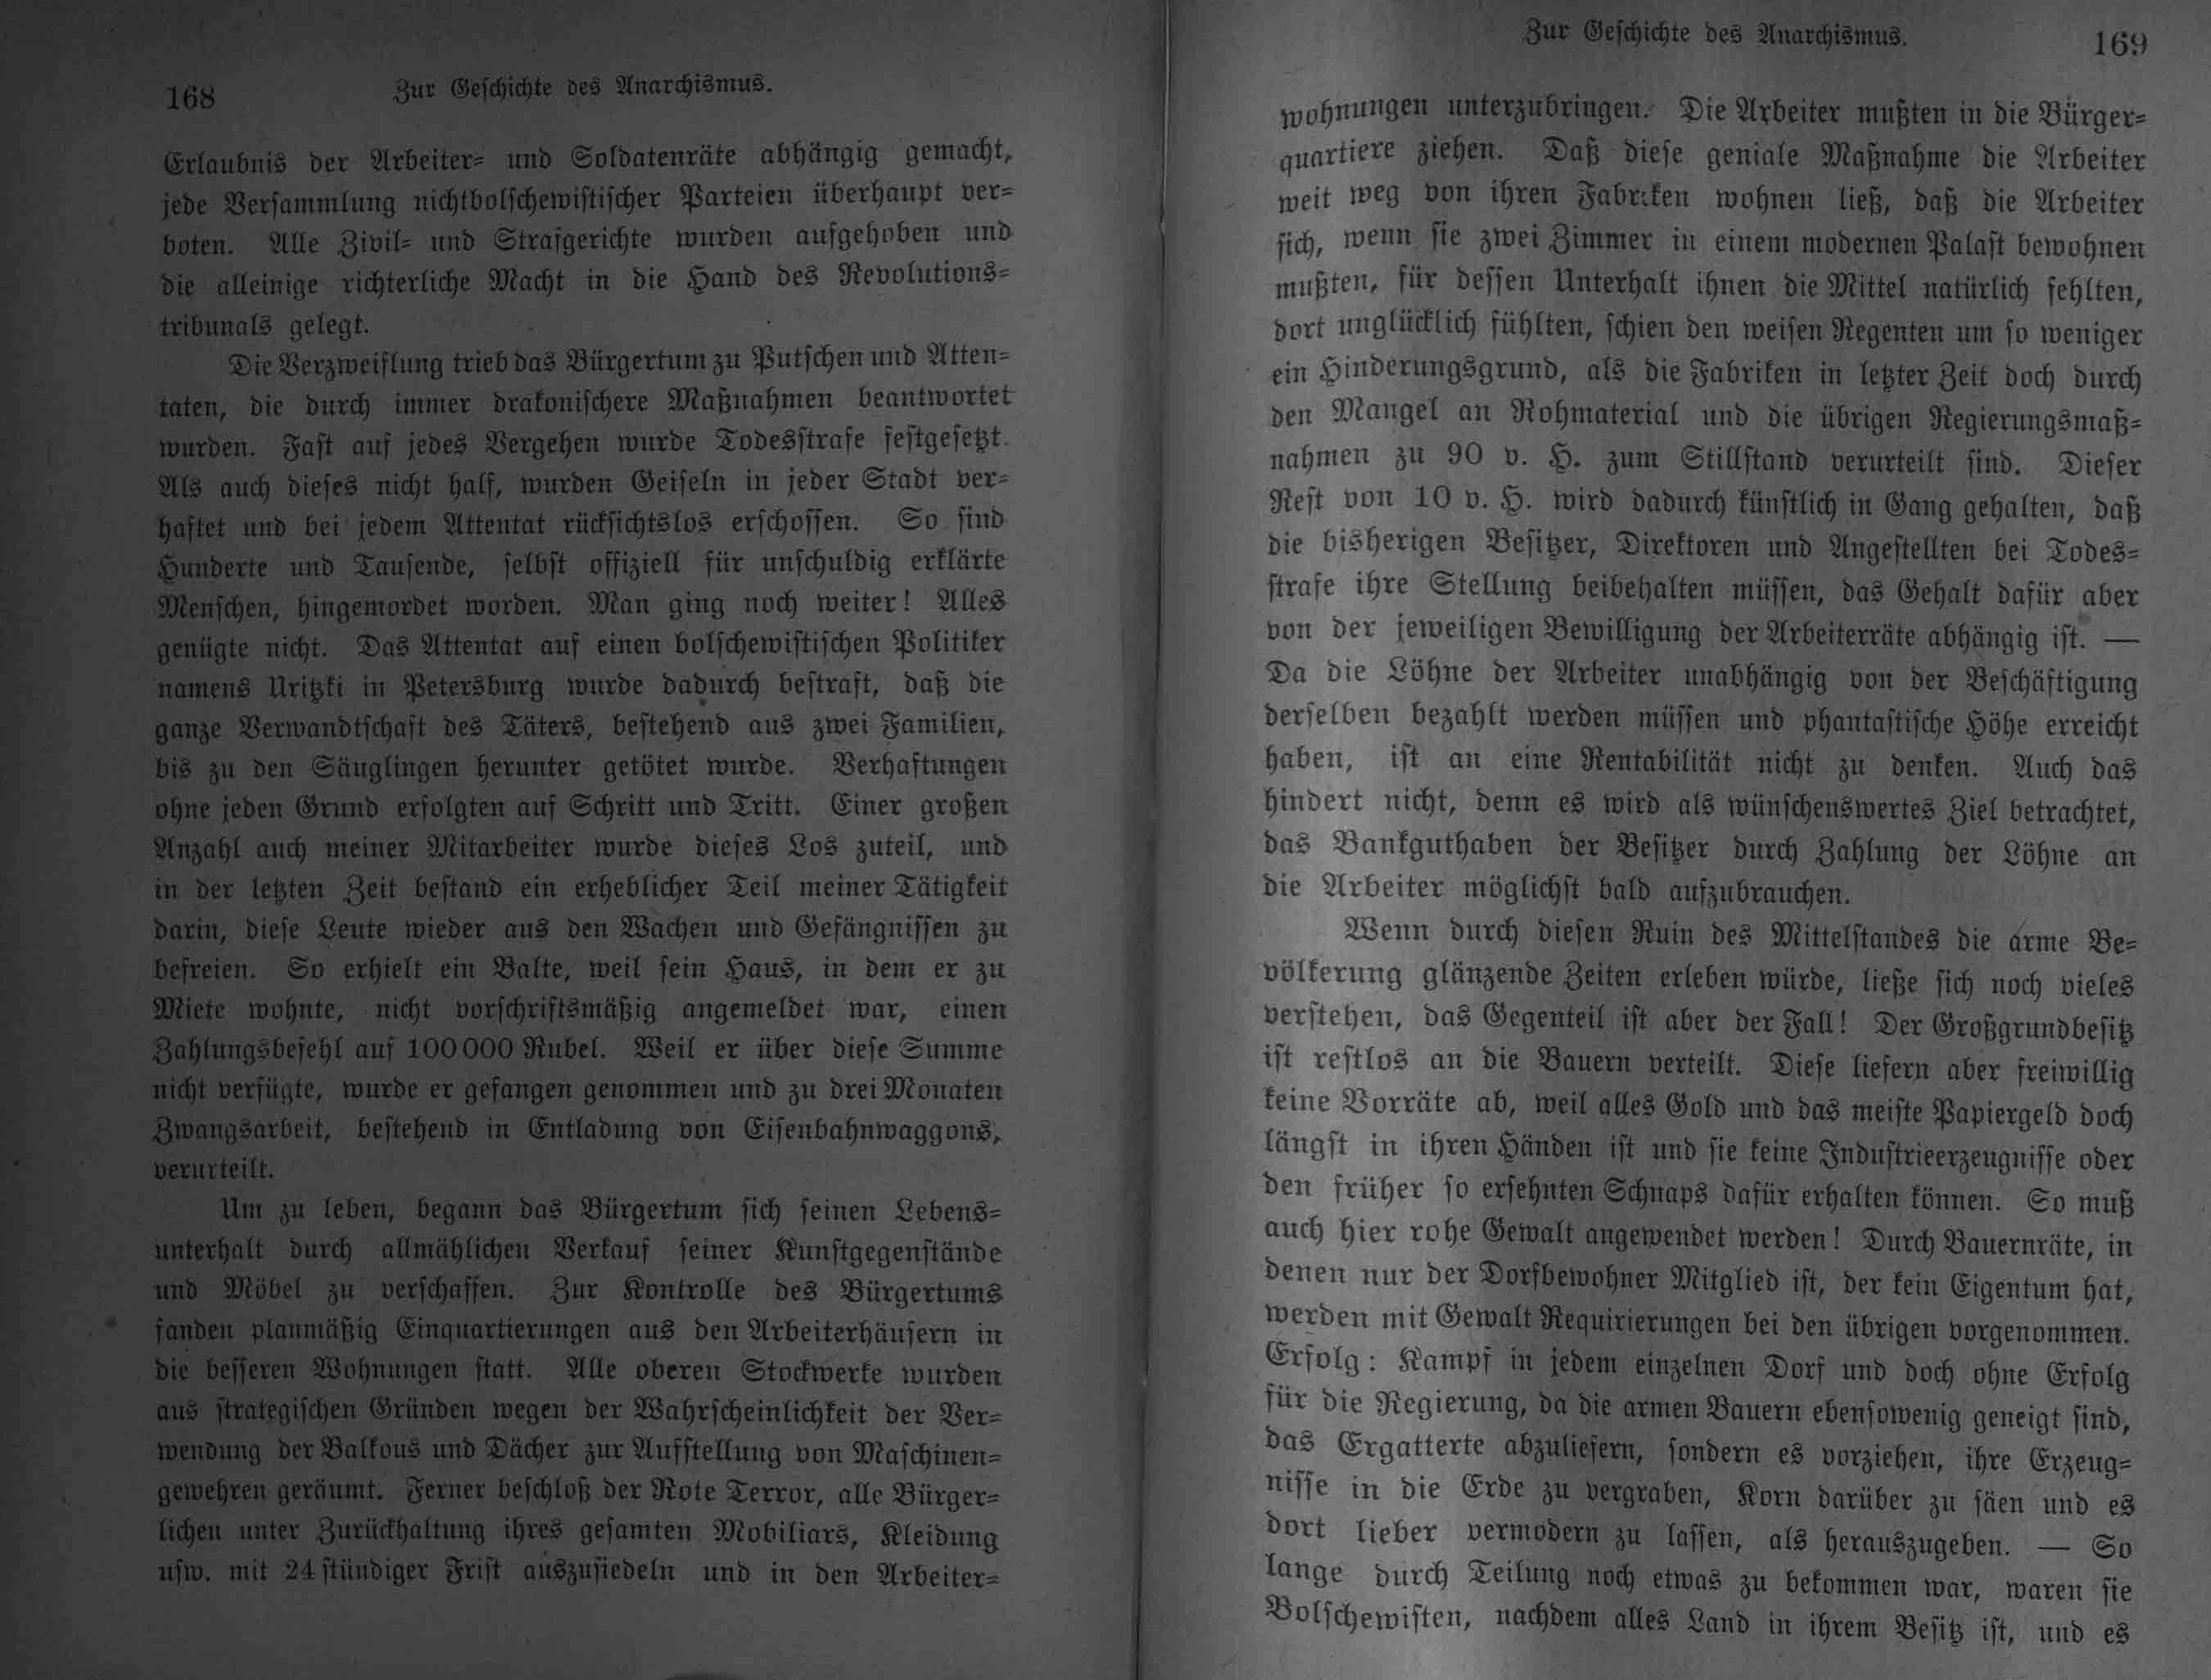 168
Zur Geschichte des Anarchismus.
Erlaubnis der Arbeiter= und Soldatenräte abhängig gemacht,
jede Versammlung nichtbolschewistischer Parteien überhaupt ver=
boten. Alle Zivil= und Strafgerichte wurden aufgehoben und
die alleinige richterliche Macht in die Hand des Revolutions=
tribunals gelegt.
Die Verzweiflung trieb das Bürgertum zu Putschen und Atten=
taten, die durch immer drakonischere Maßnahmen beantwortet
wurden. Fast auf jedes Vergehen wurde Todesstrafe festgesetzt.
Als auch dieses nicht half, wurden Geiseln in jeder Stadt ver=
haftet und bei jedem Attentat rücksichtslos erschossen. So sind
Hunderte und Tausende, selbst offiziell für unschuldig erklärte
Menschen, hingemordet worden. Man ging noch weiter! Alles
genügte nicht. Das Attentat auf einen bolschewistischen Politiker
namens Uritzki in Petersburg wurde dadurch bestraft, daß die
ganze Verwandtschaft des Täters, bestehend aus zwei Familien,
bis zu den Säuglingen herunter getötet wurde. Verhaftungen
ohne jeden Grund erfolgten auf Schritt und Tritt. Einer großen
Anzahl auch meiner Mitarbeiter wurde dieses Los zuteil, und
in der letzten Zeit bestand ein erheblicher Teil meiner Tätigkeit
darin, diese Leute wieder aus den Wachen und Gefängnissen zu
befreien. So erhielt ein Balte, weil sein Haus, in dem er zu
Miete wohnte, nicht vorschriftsmäßig angemeldet war, einen
Zahlungsbefehl auf 100 000 Rubel. Weil er über diese Summe
nicht verfügte, wurde er gefangen genommen und zu drei Monaten
Zwangsarbeit, bestehend in Entladung von Eisenbahnwaggons,
verurteilt.
Um zu leben, begann das Bürgertum sich seinen Lebens=
unterhalt durch allmählichen Verkauf seiner Kunstgegenstände
und Möbel zu verschaffen. Zur Kontrolle des Bürgertums
fanden planmäßig Einquartierungen aus den Arbeiterhäusern in
die besseren Wohnungen statt. Alle oberen Stockwerke wurden
aus strategischen Gründen wegen der Wahrscheinlichkeit der Ver=
wendung der Balkous und Dächer zur Aufstellung von Maschinen=
gewehren geräumt. Ferner beschloß der Rote Terror, alle Bürger=
lichen unter Zurückhaltung ihres gesamten Mobiliars, Kleidung
usw. mit 24 stündiger Frist auszusiedeln und in den Arbeiter=
Zur Geschichte des Anarchismus.
169
wohnungen unterzubringen. Die Arbeiter mußten in die Bürger=
quartiere ziehen. Daß diese geniale Maßnahme die Arbeiter
weit weg von ihren Fabriken wohnen ließ, daß die Arbeiter
sich, wenn sie zwei Zimmer in einem modernen Palast bewohnen
mußten, für dessen Unterhalt ihnen die Mittel natürlich fehlten,
dort unglücklich fühlten, schien den weisen Regenten um so weniger
ein Hinderungsgrund, als die Fabriken in letzter Zeit doch durch
den Mangel an Rohmaterial und die übrigen Regierungsmaß=
nahmen zu 90 v. H. zum Stillstand verurteilt sind. Dieser
Rest von 10 v. H. wird dadurch künstlich in Gang gehalten, daß
die bisherigen Besitzer, Direktoren und Angestellten bei Todes=
strafe ihre Stellung beibehalten müssen, das Gehalt dafür aber
von der jeweiligen Bewilligung der Arbeiterräte abhängig ist. —
Da die Löhne der Arbeiter unabhängig von der Beschäftigung
derselben bezahlt werden müssen und phantastische Höhe erreicht
haben, ist an eine Rentabilität nicht zu denken. Auch das
hindert nicht, denn es wird als wünschenswertes Ziel betrachtet,
das Bankguthaben der Besitzer durch Zahlung der Löhne an
die Arbeiter möglichst bald aufzubrauchen.
Wenn durch diesen Ruin des Mittelstandes die arme Be=
völkerung glänzende Zeiten erleben würde, ließe sich noch vieles
verstehen, das Gegenteil ist aber der Fall! Der Großgrundbesitz
ist restlos an die Bauern verteilt. Diese liefern aber freiwillig
keine Vorräte ab, weil alles Gold und das meiste Papiergeld doch
längst in ihren Händen ist und sie keine Industrieerzeugnisse oder
den früher so ersehnten Schnaps dafür erhalten können. So muß
auch hier rohe Gewalt angewendet werden! Durch Bauernräte, in
denen nur der Dorfbewohner Mitglied ist, der kein Eigentum hat,
werden mit Gewalt Requirierungen bei den übrigen vorgenommen.
Erfolg: Kampf in jedem einzelnen Dorf und doch ohne Erfolg
für die Regierung, da die armen Bauern ebensowenig geneigt sind,
das Ergatterte abzuliefern, sondern es vorziehen, ihre Erzeug=
nisse in die Erde zu vergraben, Korn darüber zu säen und es
dort lieber vermodern zu lassen, als herauszugeben. — So
lange durch Teilung noch etwas zu bekommen war, waren sie
Bolschewisten, nachdem alles Land in ihrem Besitz ist, und es